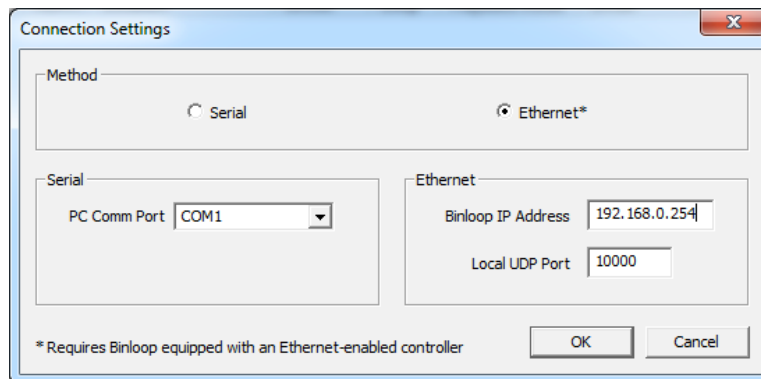 Connection Settings
Method
Serial
Ethernet*
Serial
PC Comm Port COM1
Ethernet
Binloop IP Address 192.168.0.254
Local UDP Port 10000
* Requires Binloop equipped with an Ethernet-enabled controller
OK
Cancel